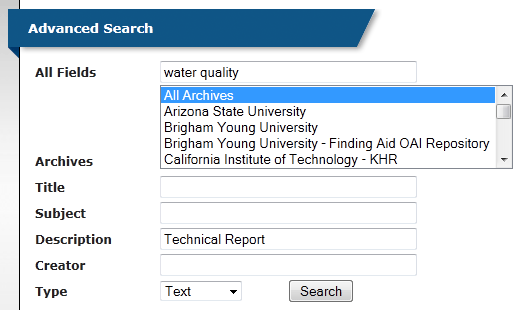 Advanced Search
All Fields
water quality
All Archives
Arizona State University
Brigham Young University
Brigham Young University - Finding Aid OAI Repository
Archives
California Institute of Technology - KHR
Title
Subject
Description
Technical Report
Creator
Type
Text
Search